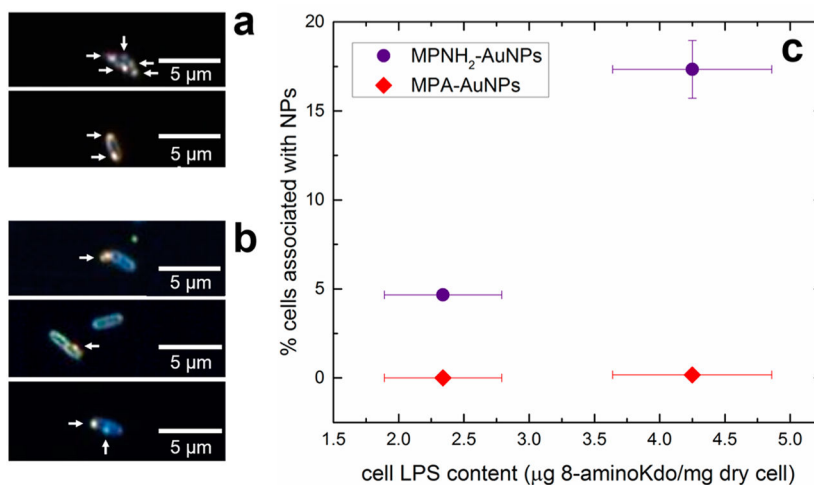 a
5 µm
5 µm
b
5 µm
5 µm
5 µm
c
MPNH₂-AuNPs
MPA-AuNPs
% cells associated with NPs
20
15
10
5
0
1.5 2.0 2.5 3.0 3.5 4.0 4.5 5.0
cell LPS content (µg 8-aminoKdo/mg dry cell)